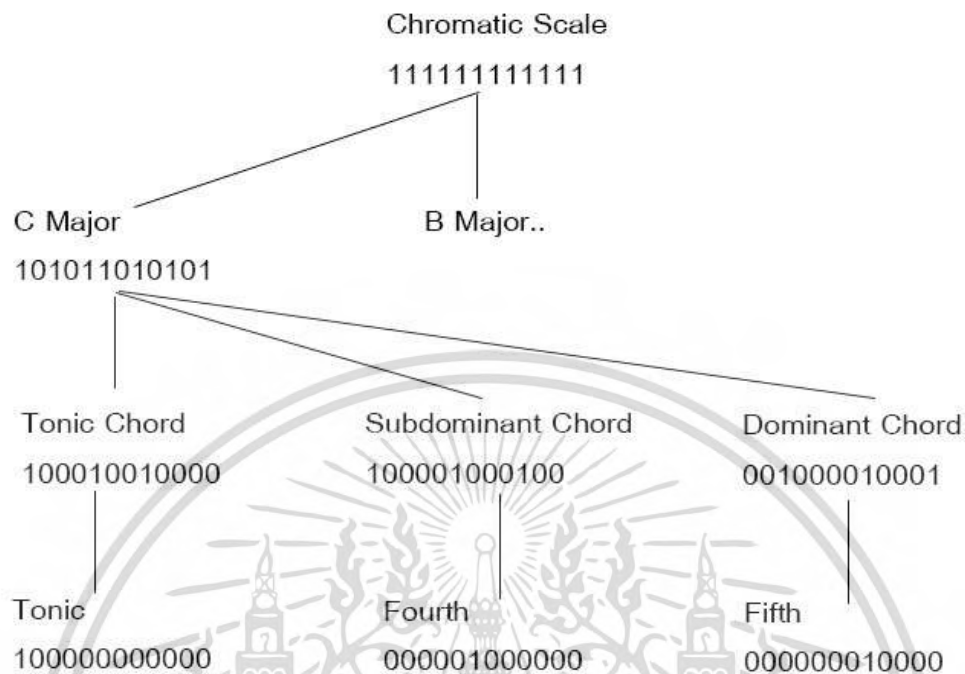 Chromatic Scale
111111111111
C Major
B Major..
101011010101
Tonic Chord
Subdominant Chord
Dominant Chord
100010010000
100001000100
001000010001
Tonic
Fourth
Fifth
100000000000
000001000000
000000010000